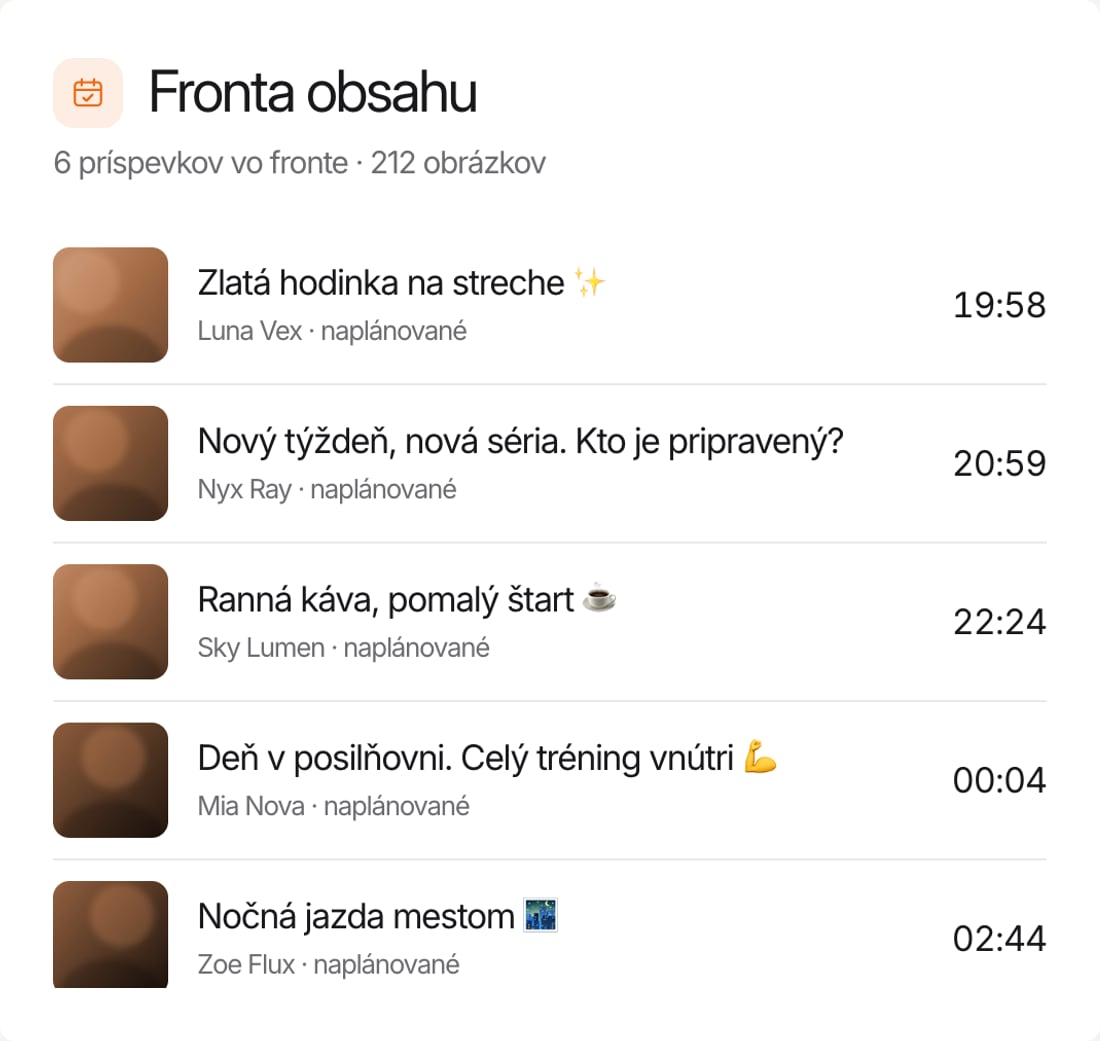 Fronta obsahu
6 príspevkov vo fronte · 212 obrázkov
Zlatá hodinka na streche ✨
Luna Vex · naplánované
19:58
Nový týždeň, nová séria. Kto je pripravený?
Nyx Ray · naplánované
20:59
Ranná káva, pomalý štart ☕
Sky Lumen · naplánované
22:24
Deň v posilňovni. Celý tréning vnútri 💪
Mia Nova · naplánované
00:04
Nočná jazda mestom 🌃
Zoe Flux · naplánované
02:44